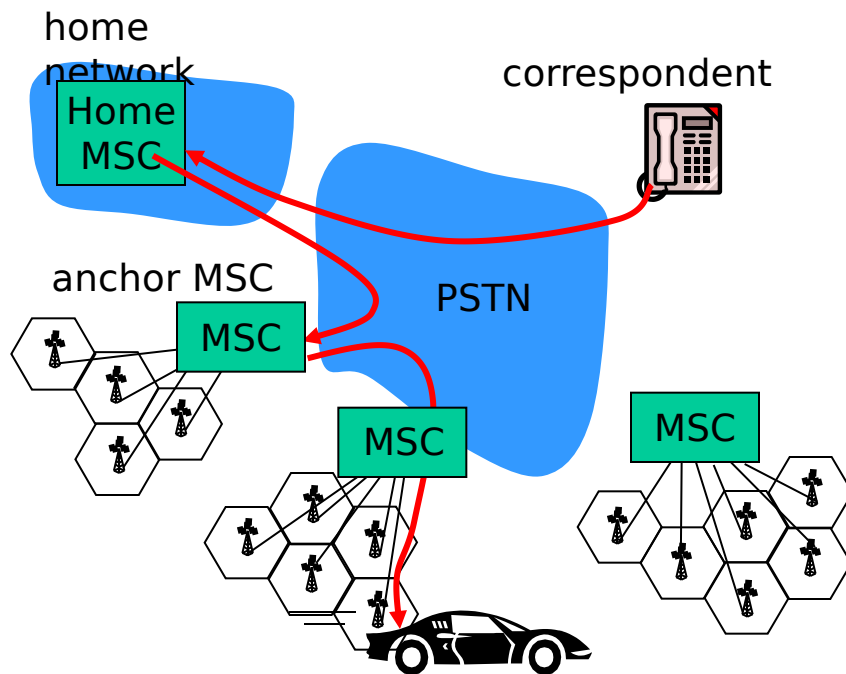 home
network
correspondent
Home
MSC
anchor MSC
PSTN
MSC
MSC
MSC